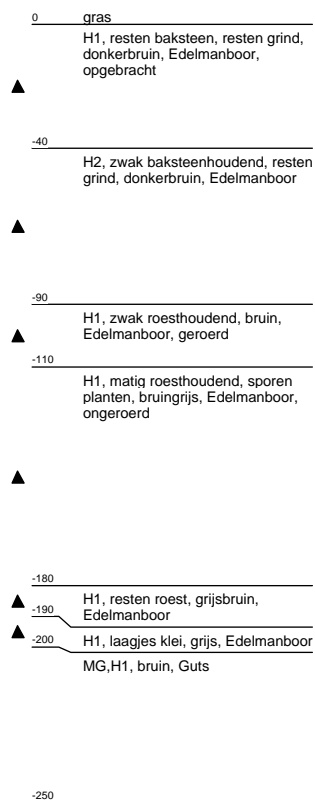 0 gras
H1, resten baksteen, resten grind,
donkerbruin, Edelmanboor,
opgebracht
-40
H2, zwak baksteenhoudend, resten
grind, donkerbruin, Edelmanboor
-90
H1, zwak roesthoudend, bruin,
Edelmanboor, geroerd
-110
H1, matig roesthoudend, sporen
planten, bruingrijs, Edelmanboor,
ongeroerd
-180
H1, resten roest, grijsbruin,
-190
Edelmanboor
-200
H1, laagjes klei, grijs, Edelmanboor
MG,H1, bruin, Guts
-250